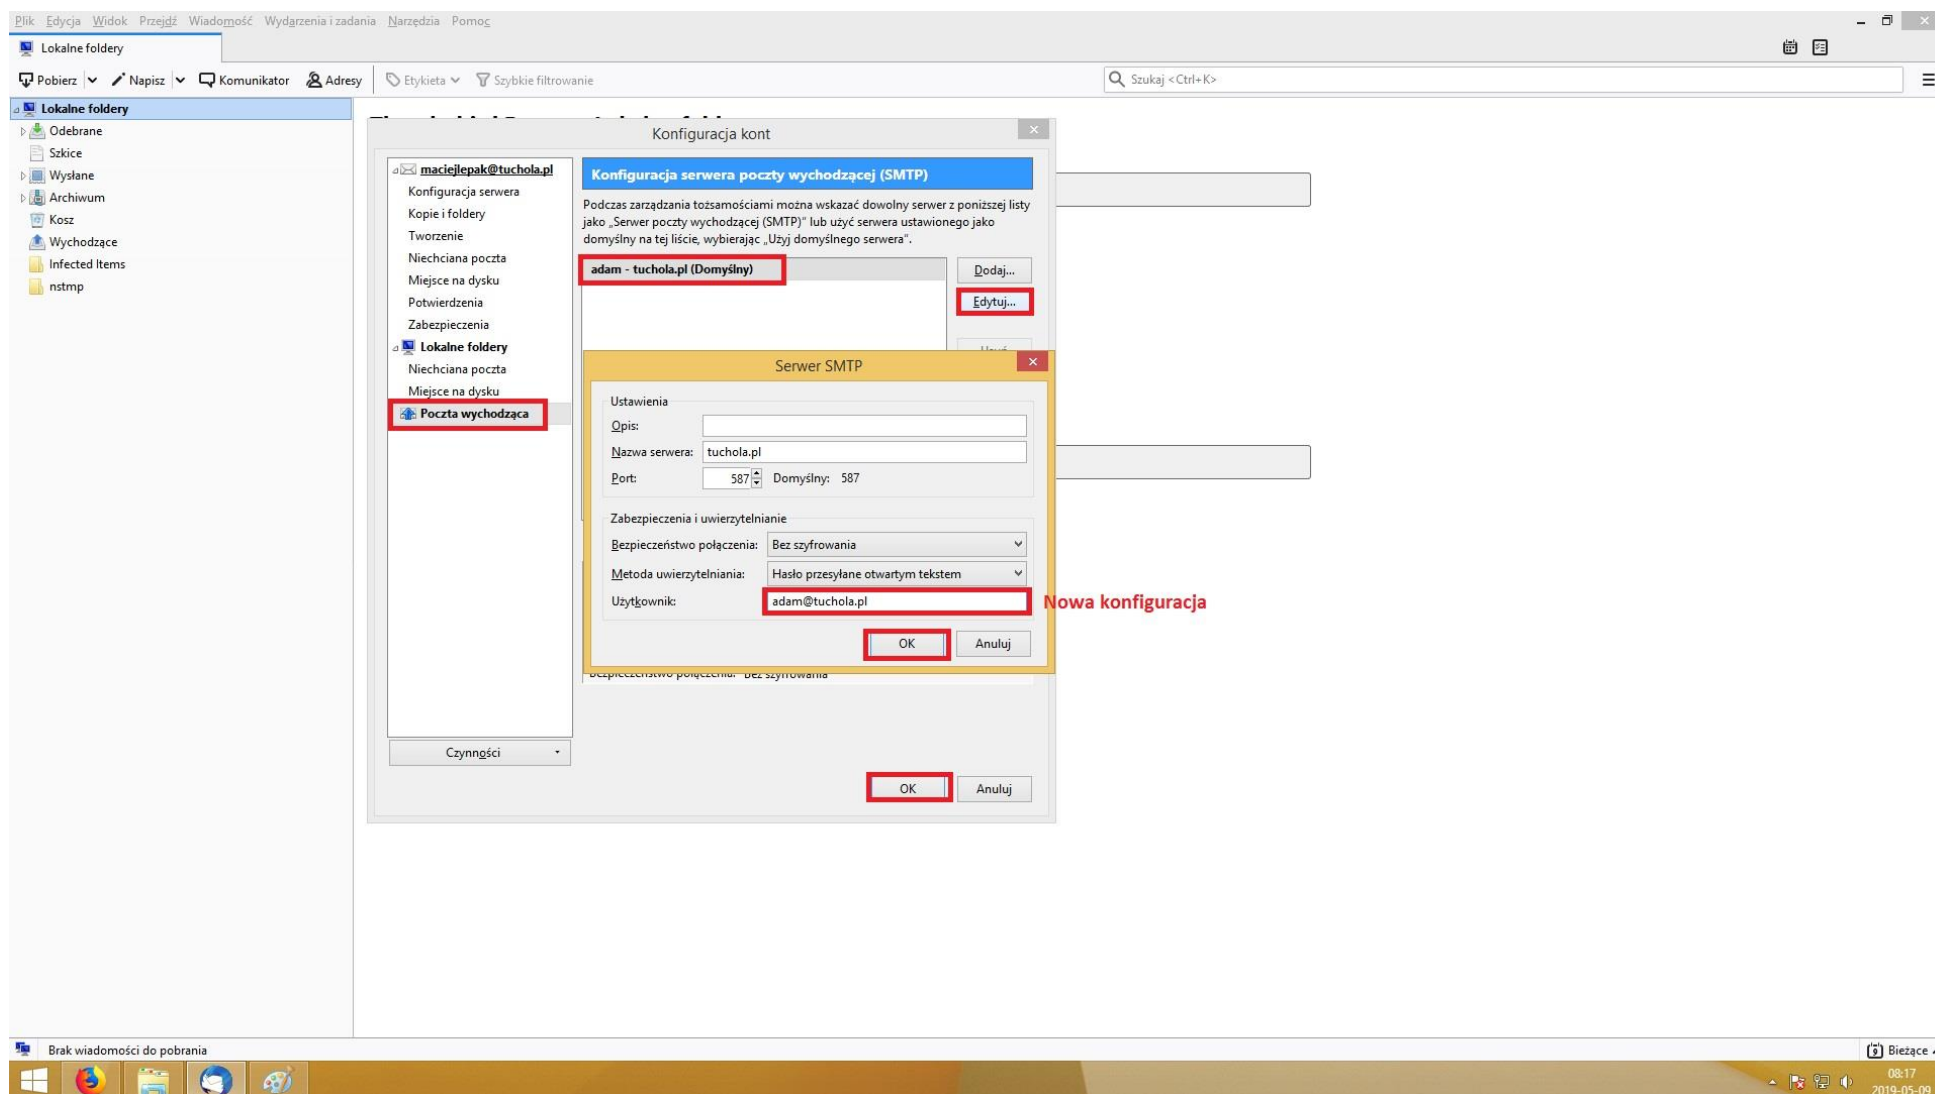 Plik Edycja Widok Przejdź Wiadomość Wydarzenia i zadania Narzędzia Pomoc
Lokalne foldery
Pobierz Napisz Komunikator Adresy Etykieta Szybkie filtrowanie Szukaj <Ctrl+K>
Lokalne foldery
Odebrane
Szkice
Wysłane
Archiwum
Kosz
Wychodzące
Infected Items
nstmp
Konfiguracja kont
maciejlepak@tuchola.pl
Konfiguracja serwera
Kopie i foldery
Tworzenie
Niechciana poczta
Miejsce na dysku
Potwierdzenia
Zabezpieczenia
Lokalne foldery
Niechciana poczta
Miejsce na dysku
Poczta wychodząca
Czynności
Konfiguracja serwera poczty wychodzącej (SMTP)
Podczas zarządzania tożsamościami można wskazać dowolny serwer z poniższej listy
jako „Serwer poczty wychodzącej (SMTP)" lub użyć serwera ustawionego jako
domyślny na tej liście, wybierając „Użyj domyślnego serwera".
adam - tuchola.pl (Domyślny)
Dodaj...
Edytuj...
Serwer SMTP
Ustawienia
Opis:
Nazwa serwera: tuchola.pl
Port: 587 Domyślny: 587
Zabezpieczenia i uwierzytelnianie
Bezpieczeństwo połączenia: Bez szyfrowania
Metoda uwierzytelniania: Hasło przesyłane otwartym tekstem
Użytkownik: adam@tuchola.pl
Nowa konfiguracja
OK Anuluj
Bezpieczeństwo połączenia: Bez szyfrowania
OK Anuluj
Brak wiadomości do pobrania
9 Bieżące
08:17
2019-05-09